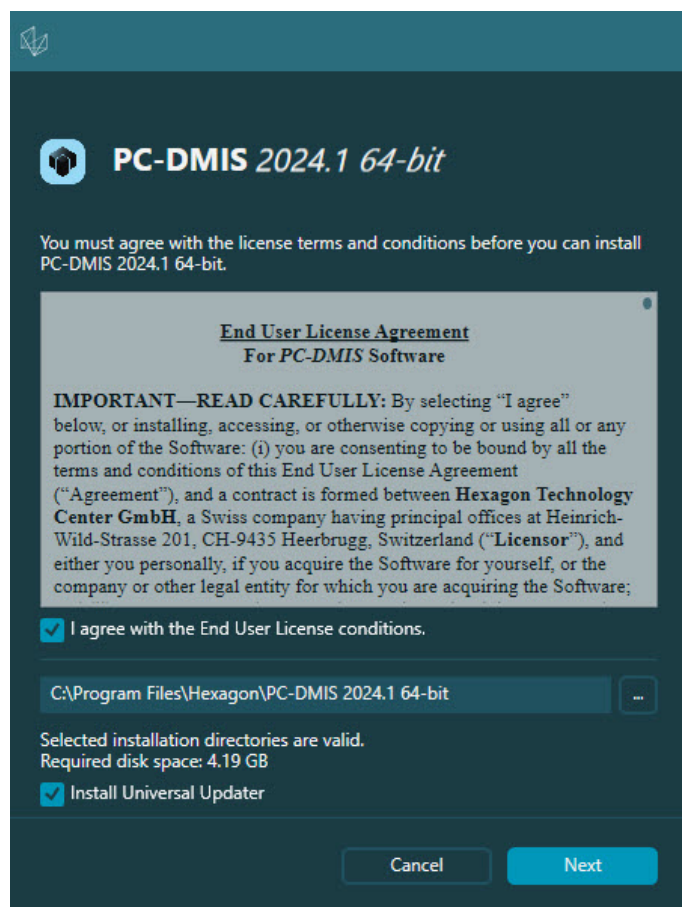 PC-DMIS 2024.1 64-bit
You must agree with the license terms and conditions before you can install
PC-DMIS 2024.1 64-bit.
End User License Agreement
For PC-DMIS Software
IMPORTANT—READ CAREFULLY: By selecting “I agree”
below, or installing, accessing, or otherwise copying or using all or any
portion of the Software: (i) you are consenting to be bound by all the
terms and conditions of this End User License Agreement
(“Agreement”), and a contract is formed between Hexagon Technology
Center GmbH, a Swiss company having principal offices at Heinrich-
Wild-Strasse 201, CH-9435 Heerbrugg, Switzerland (“Licensor”), and
either you personally, if you acquire the Software for yourself, or the
company or other legal entity for which you are acquiring the Software;
I agree with the End User License conditions.
C:\Program Files\Hexagon\PC-DMIS 2024.1 64-bit
...
Selected installation directories are valid.
Required disk space: 4.19 GB
Install Universal Updater
Cancel
Next